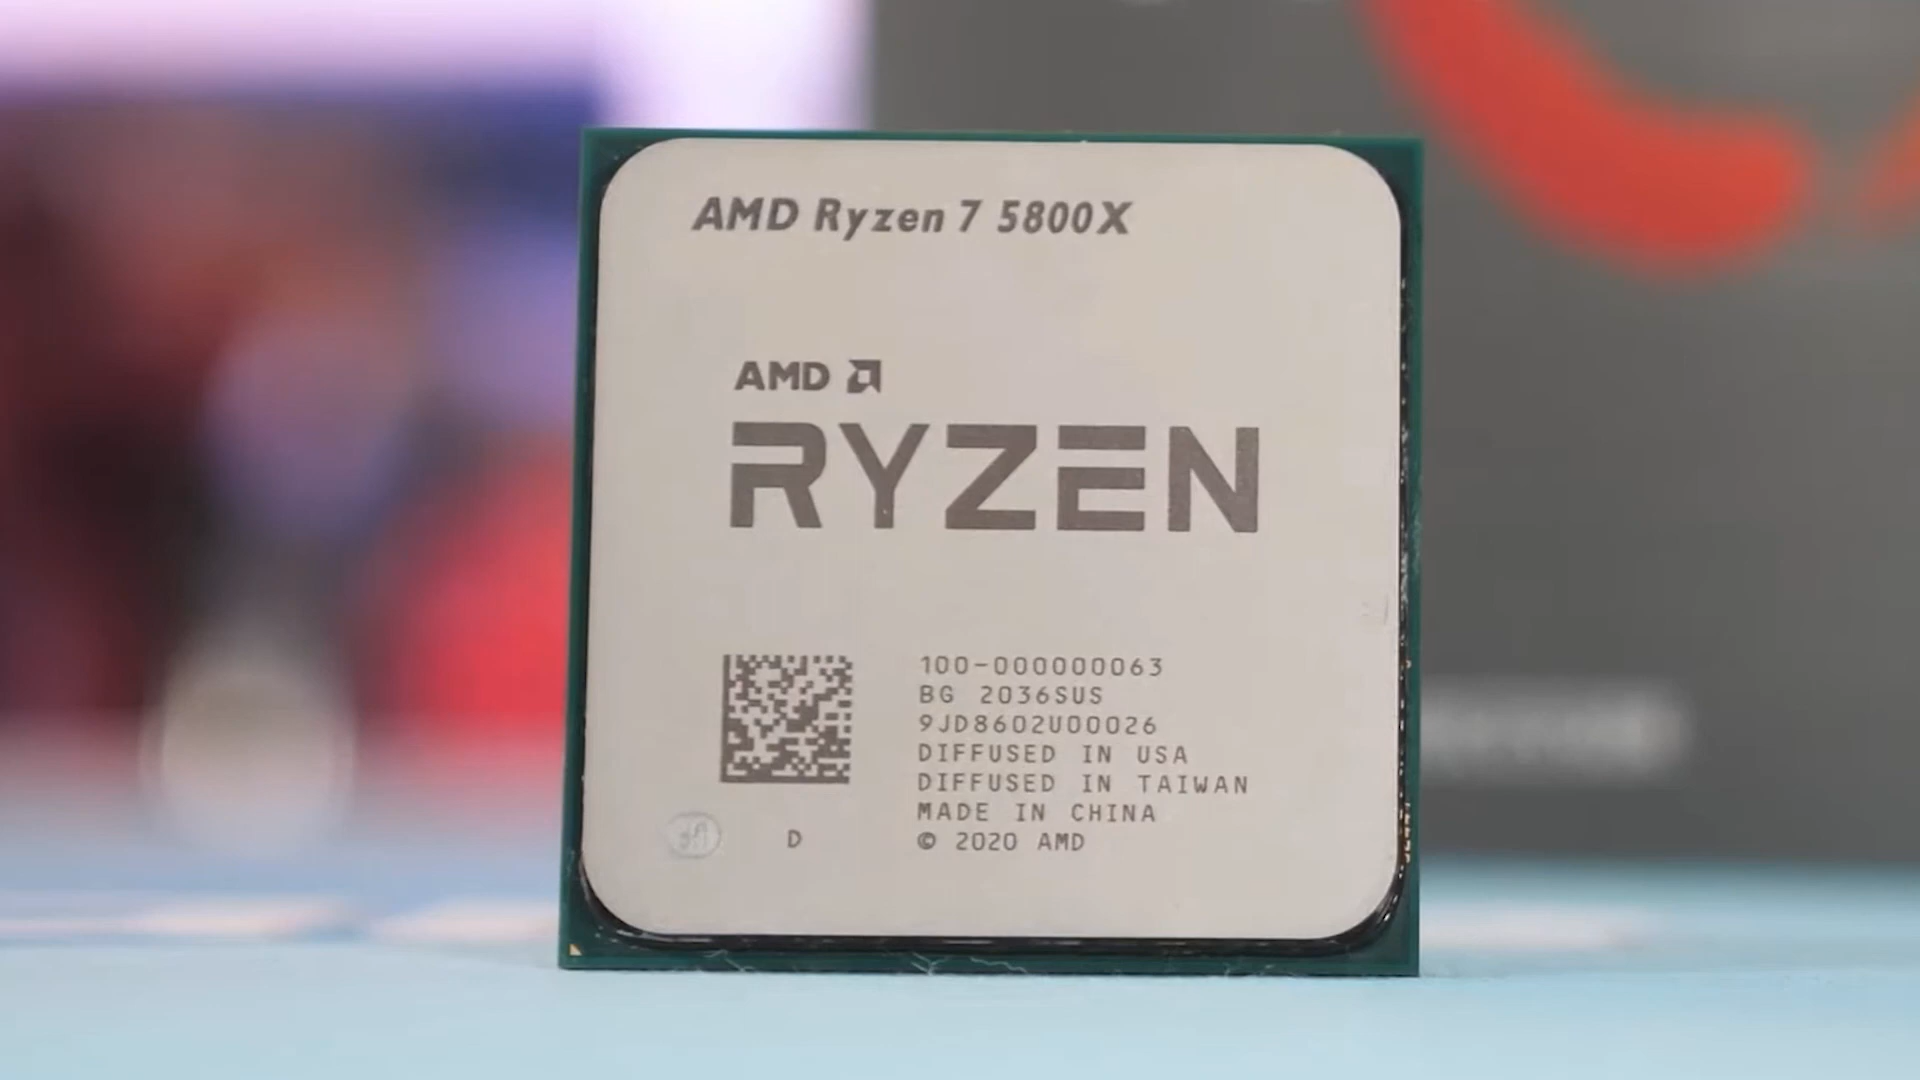 AMD Ryzen 7 5800X
AMD
RYZEN
100-000000063
BG 2036SUS
9JD8602U00026
DIFFUSED IN USA
DIFFUSED IN TAIWAN
MADE IN CHINA
© 2020 AMD
D